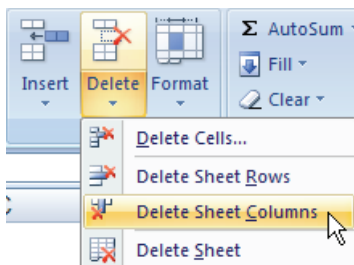 Insert Delete Format
Σ AutoSum
Fill
Clear
Delete Cells...
Delete Sheet Rows
Delete Sheet Columns
Delete Sheet